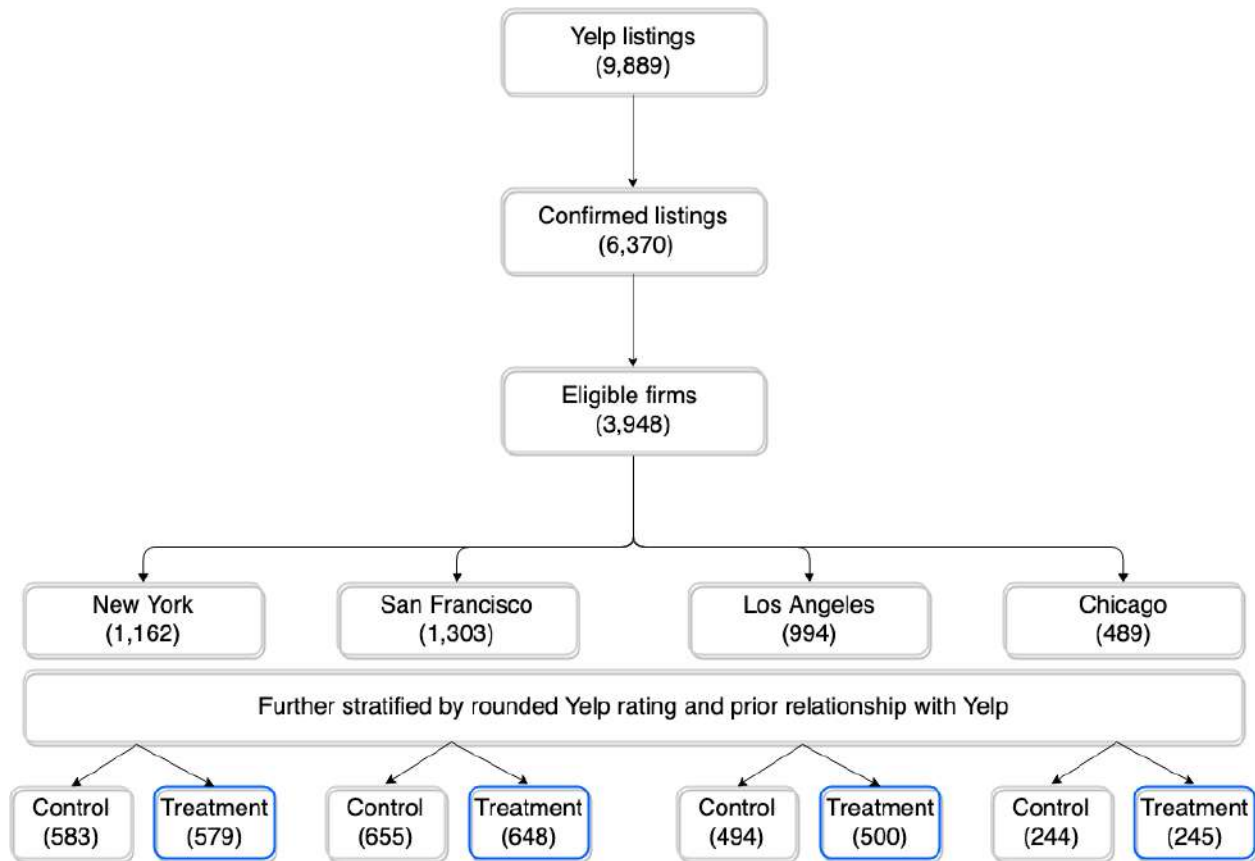 Yelp listings
(9,889)
Confirmed listings
(6,370)
Eligible firms
(3,948)
New York
(1,162)
San Francisco
(1,303)
Los Angeles
(994)
Chicago
(489)
Further stratified by rounded Yelp rating and prior relationship with Yelp
Control
(583)
Treatment
(579)
Control
(655)
Treatment
(648)
Control
(494)
Treatment
(500)
Control
(244)
Treatment
(245)